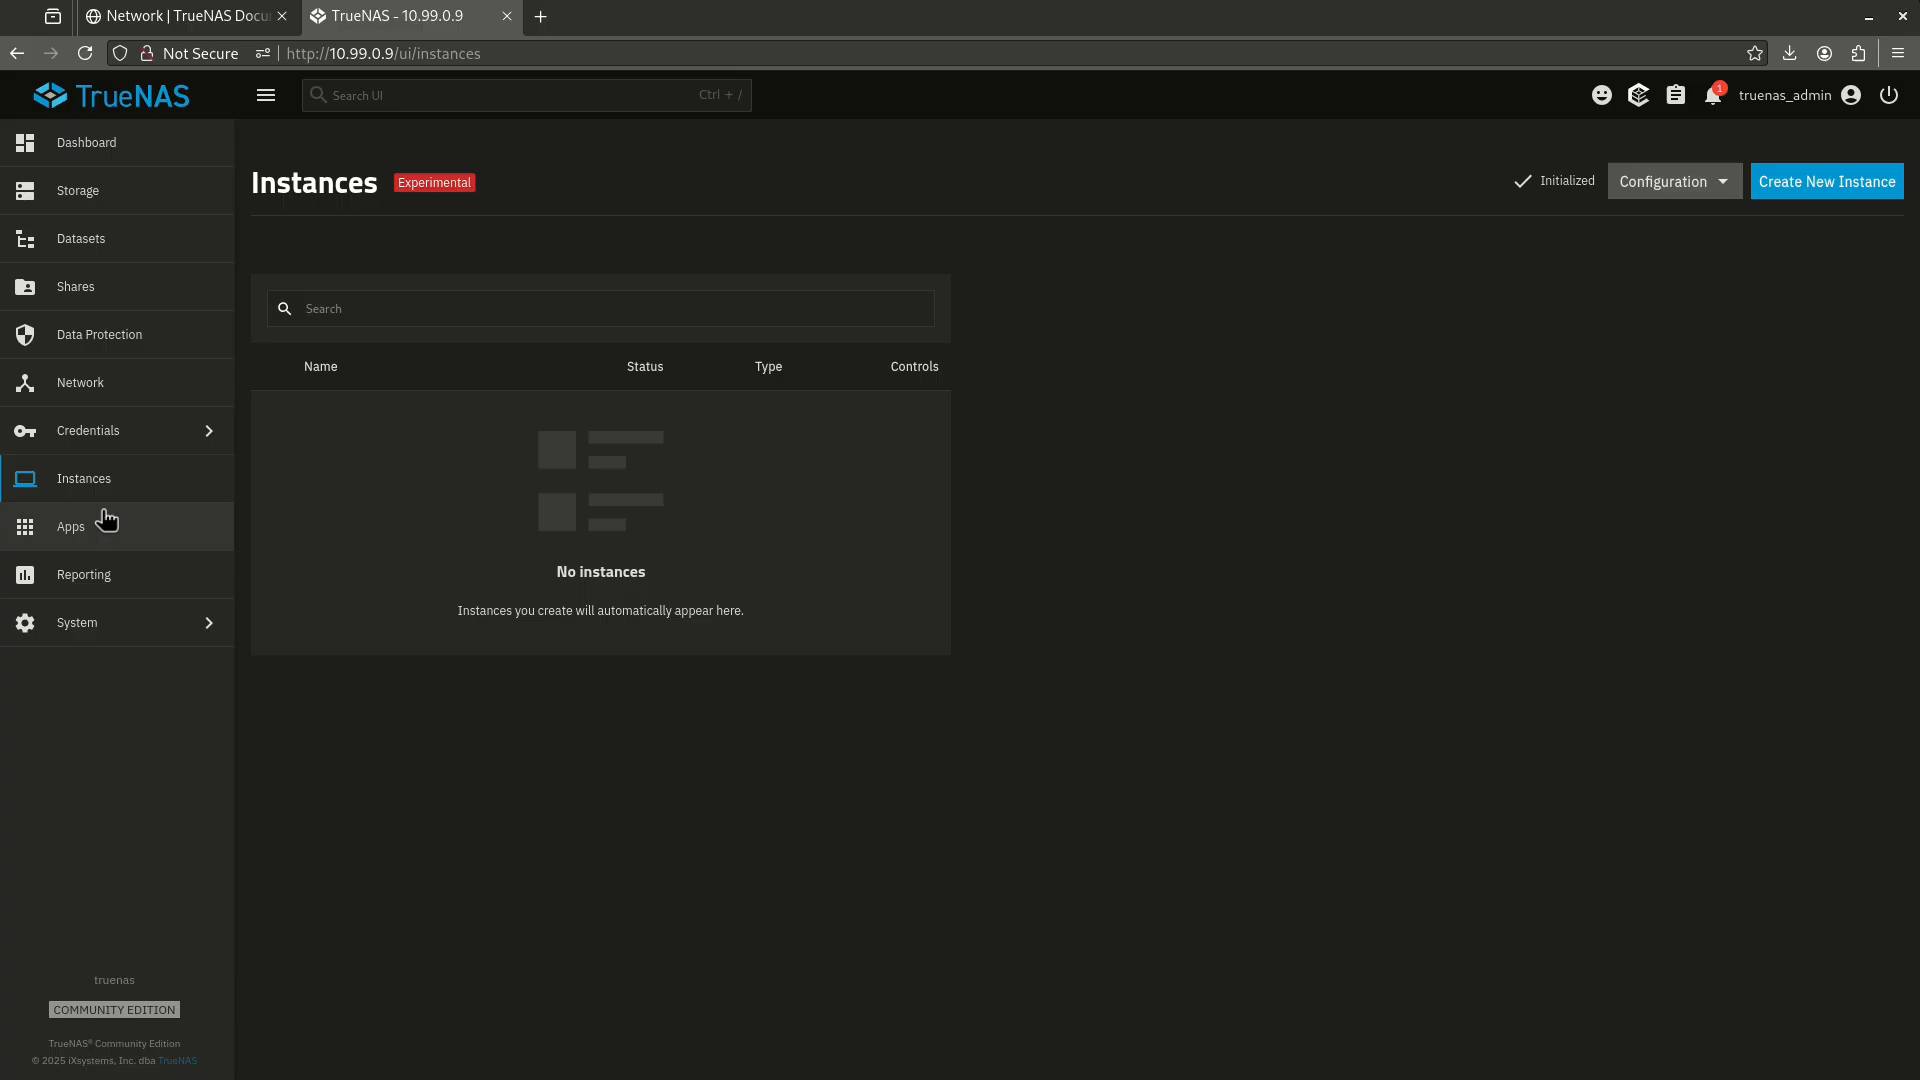 Network | TrueNAS Docu
TrueNAS - 10.99.0.9
Not Secure
http://10.99.0.9/ui/instances
TrueNAS
Search UI
Ctrl + /
1
truenas_admin
Dashboard
Storage
Datasets
Shares
Data Protection
Network
Credentials
Instances
Apps
Reporting
System
truenas
COMMUNITY EDITION
TrueNAS® Community Edition
© 2025 iXsystems, Inc. dba TrueNAS
Instances
Experimental
Initialized
Configuration
Create New Instance
Search
Name Status Type Controls
No instances
Instances you create will automatically appear here.